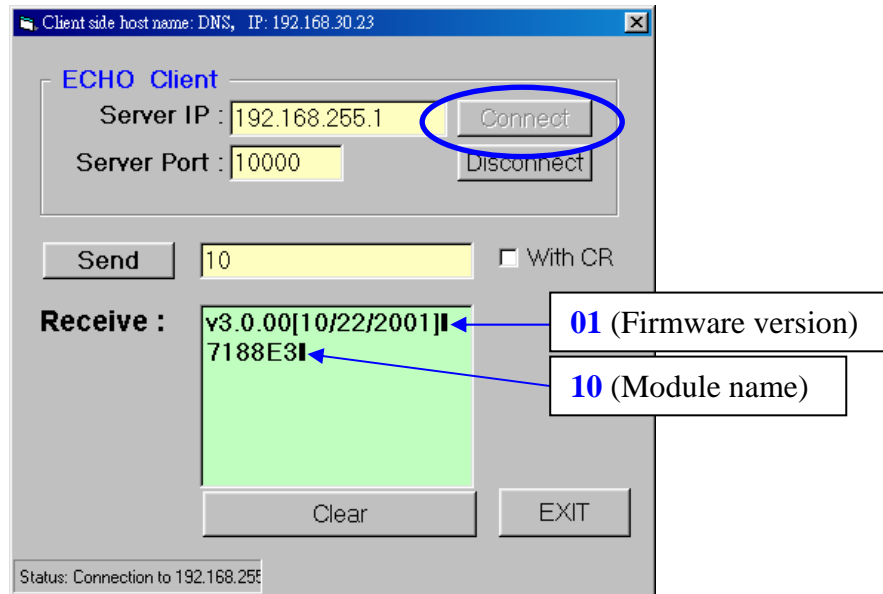 Client side host name: DNS, IP: 192.168.30.23
ECHO Client
Server IP : 192.168.255.1 Connect
Server Port : 10000 Disconnect
Send 10 With CR
Receive : v3.0.00[10/22/2001] 01 (Firmware version)
7188E3 10 (Module name)
Clear EXIT
Status: Connection to 192.168.255